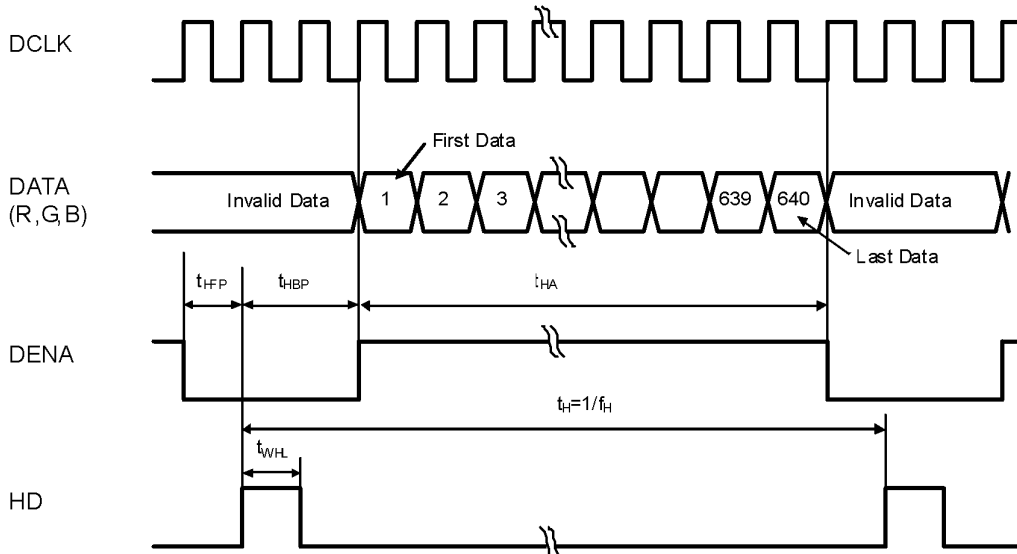 DCLK
First Data
DATA
(R,G,B)
Invalid Data 1 2 3 639 640 Invalid Data
Last Data
tHFP tHBP tHA
DENA
tH=1/fH
tWHL
HD